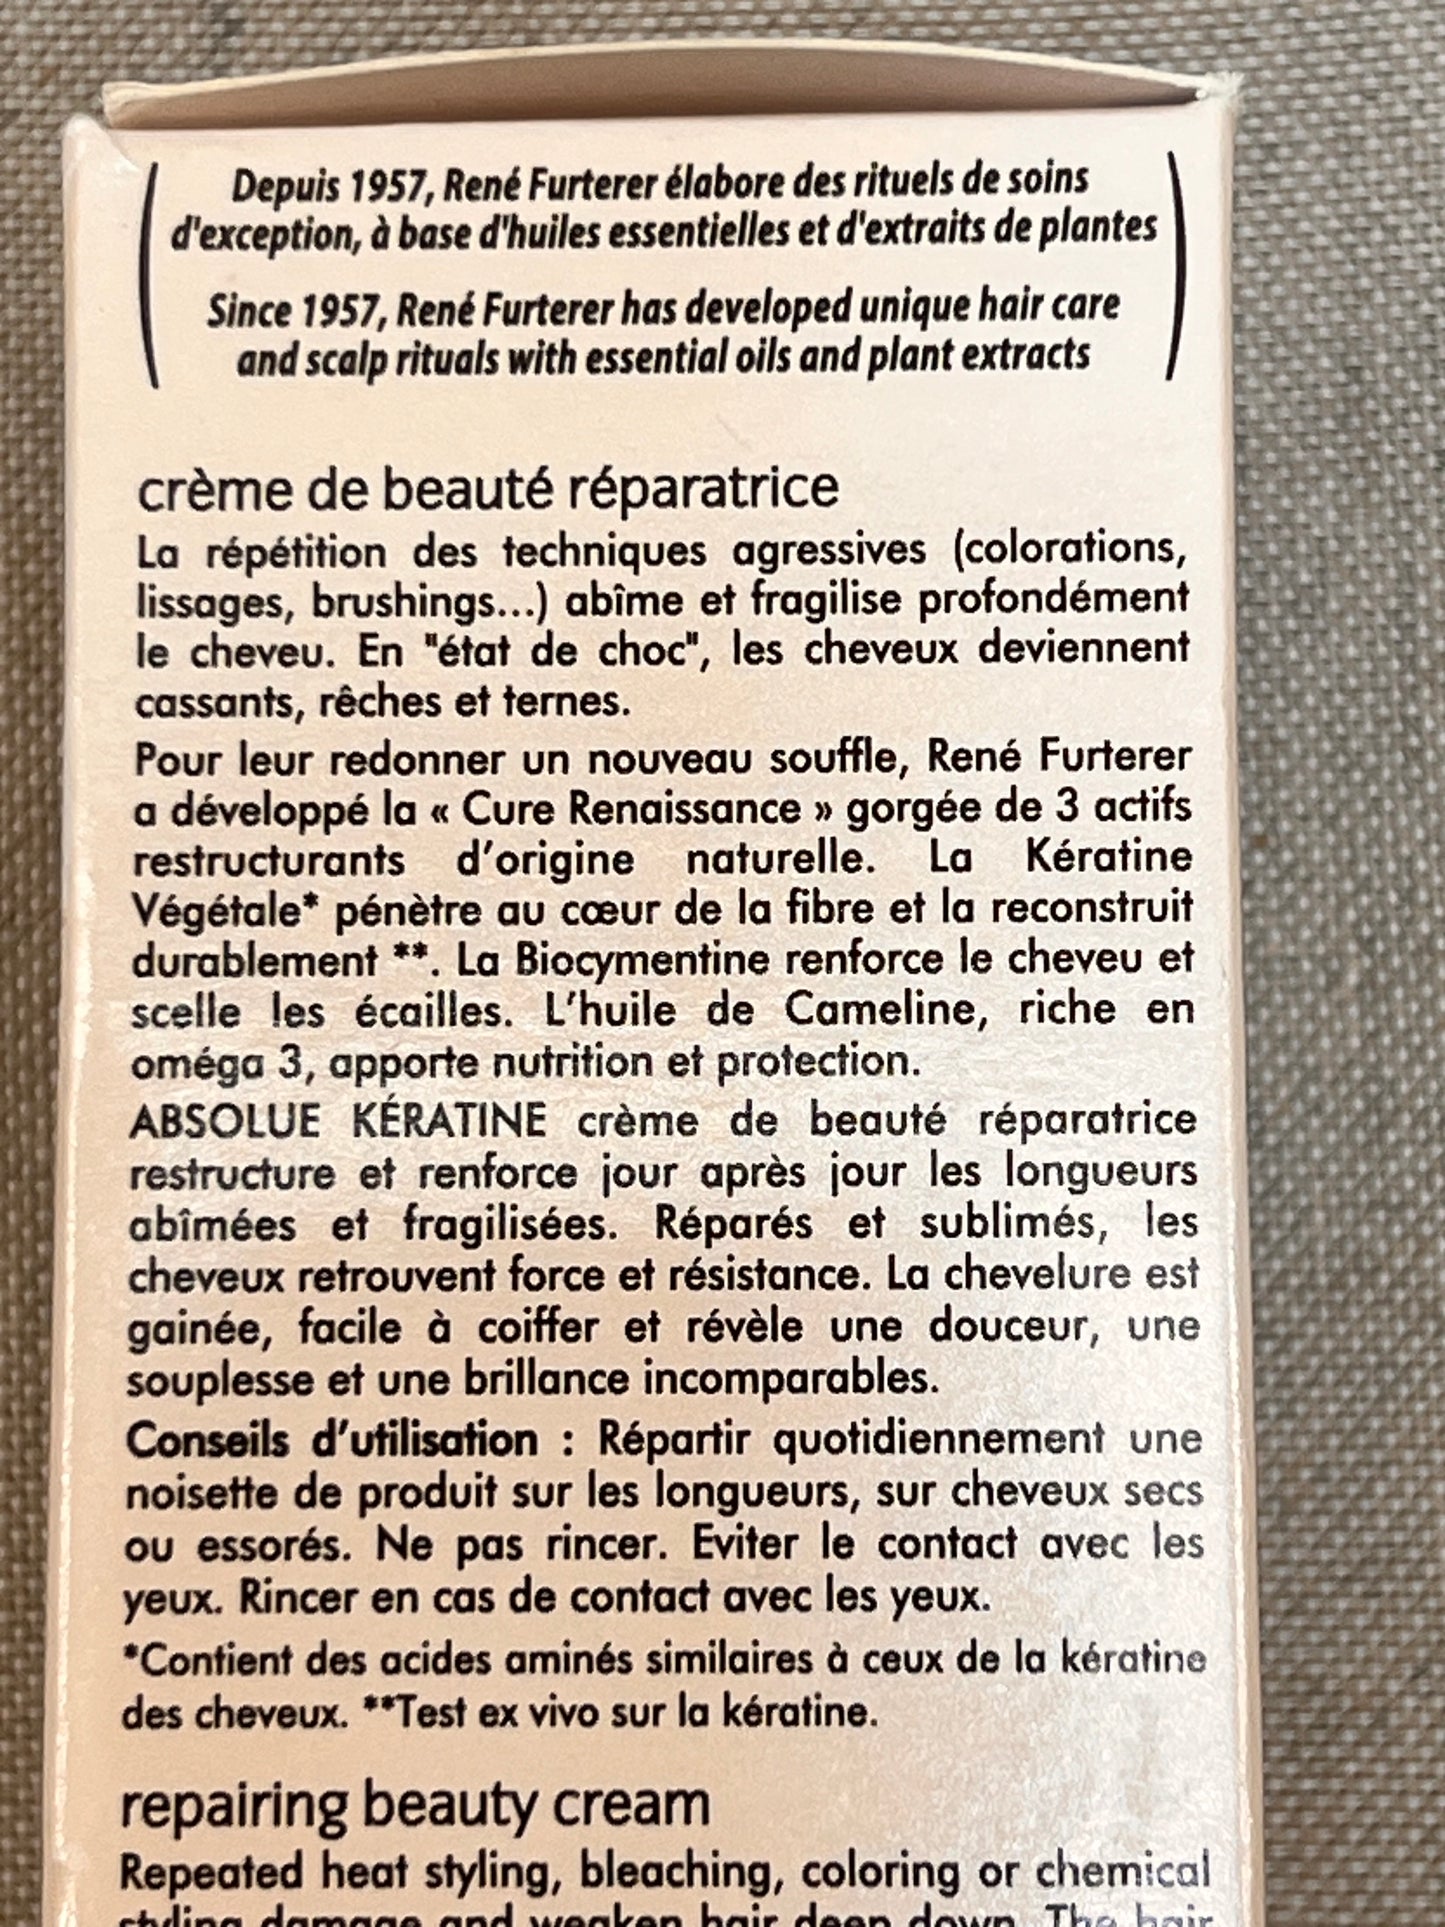 Depuis 1957, René Furterer élabore des rituels de soins
d'exception, à base d'huiles essentielles et d'extraits de plantes
Since 1957, René Furterer has developed unique hair care
and scalp rituals with essential oils and plant extracts
crème de beauté réparatrice
La répétition des techniques agressives (colorations,
lissages, brushings...) abîme et fragilise profondément
le cheveu. En "état de choc", les cheveux deviennent
cassants, rêches et ternes.
Pour leur redonner un nouveau souffle, René Furterer
a développé la « Cure Renaissance » gorgée de 3 actifs
restructurants d’origine naturelle. La Kératine
Végétale* pénètre au cœur de la fibre et la reconstruit
durablement **. La Biocymentine renforce le cheveu et
scelle les écailles. L’huile de Cameline, riche en
oméga 3, apporte nutrition et protection.
ABSOLUE KÉRATINE crème de beauté réparatrice
restructure et renforce jour après jour les longueurs
abîmées et fragilisées. Réparés et sublimés, les
cheveux retrouvent force et résistance. La chevelure est
gainée, facile à coiffer et révèle une douceur, une
souplesse et une brillance incomparables.
Conseils d’utilisation : Répartir quotidiennement une
noisette de produit sur les longueurs, sur cheveux secs
ou essorés. Ne pas rincer. Eviter le contact avec les
yeux. Rincer en cas de contact avec les yeux.
*Contient des acides aminés similaires à ceux de la kératine
des cheveux. **Test ex vivo sur la kératine.
repairing beauty cream
Repeated heat styling, bleaching, coloring or chemical
styling damage and weaken hair deep down. The hair